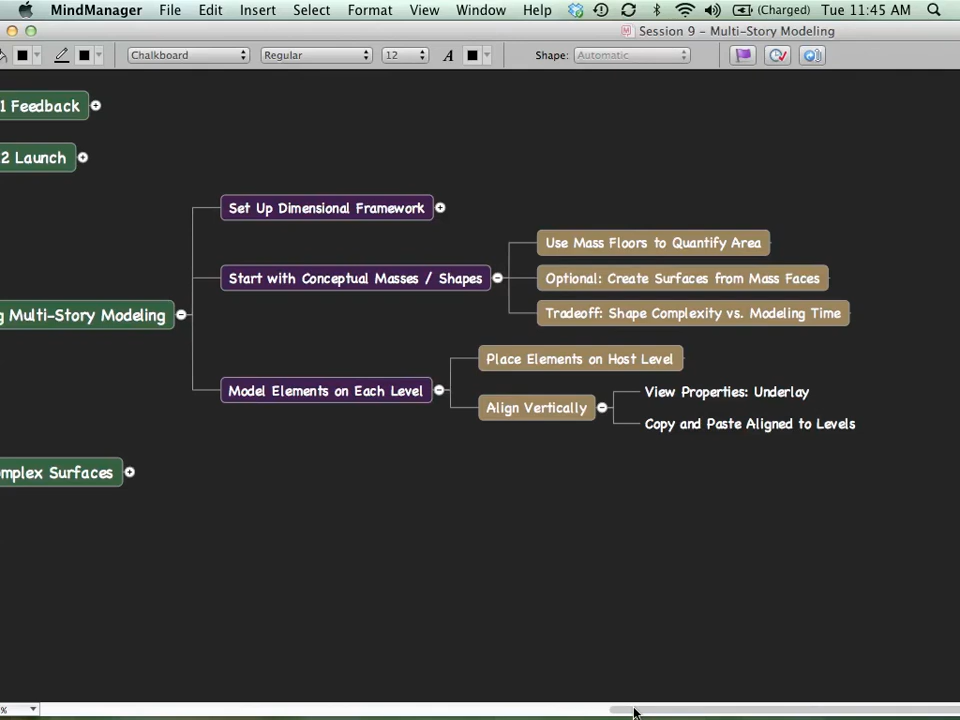 MindManager File Edit Insert Select Format View Window Help (Charged) Tue 11:45 AM
Session 9 - Multi-Story Modeling
Chalkboard Regular 12 A Shape: Automatic
1 Feedback
2 Launch
Set Up Dimensional Framework
Use Mass Floors to Quantify Area
Start with Conceptual Masses / Shapes
Optional: Create Surfaces from Mass Faces
Tradeoff: Shape Complexity vs. Modeling Time
g Multi-Story Modeling
Place Elements on Host Level
Model Elements on Each Level
View Properties: Underlay
Align Vertically
Copy and Paste Aligned to Levels
omplex Surfaces
%